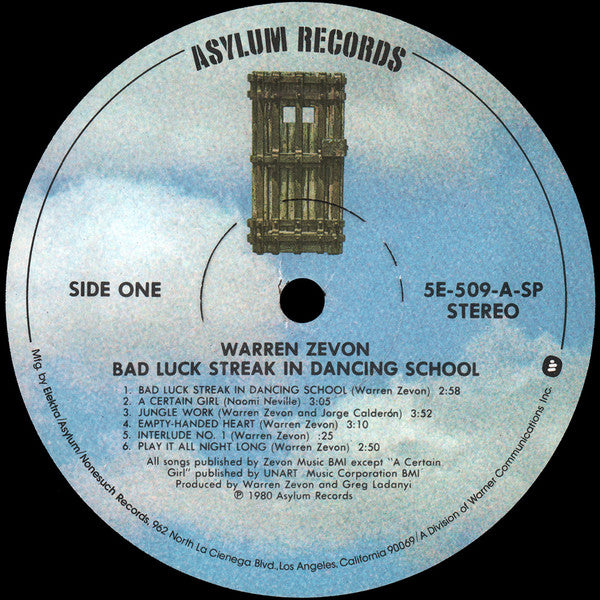 ASYLUM RECORDS
SIDE ONE
5E-509-A-SP
STEREO
WARREN ZEVON
BAD LUCK STREAK IN DANCING SCHOOL
1. BAD LUCK STREAK IN DANCING SCHOOL (Warren Zevon) 2:58
2. A CERTAIN GIRL (Naomi Neville) 3:05
3. JUNGLE WORK (Warren Zevon and Jorge Calderón) 3:52
4. EMPTY-HANDED HEART (Warren Zevon) 3:10
5. INTERLUDE NO. 1 (Warren Zevon) :25
6. PLAY IT ALL NIGHT LONG (Warren Zevon) 2:50
All songs published by Zevon Music BMI except "A Certain
Girl" published by UNART Music Corporation BMI
Produced by Warren Zevon and Greg Ladanyi
℗ 1980 Asylum Records
Mfg. by Elektra/Asylum/Nonesuch Records, 962 North La Cienega Blvd., Los Angeles, California 90069/A Division of Warner Communications Inc.